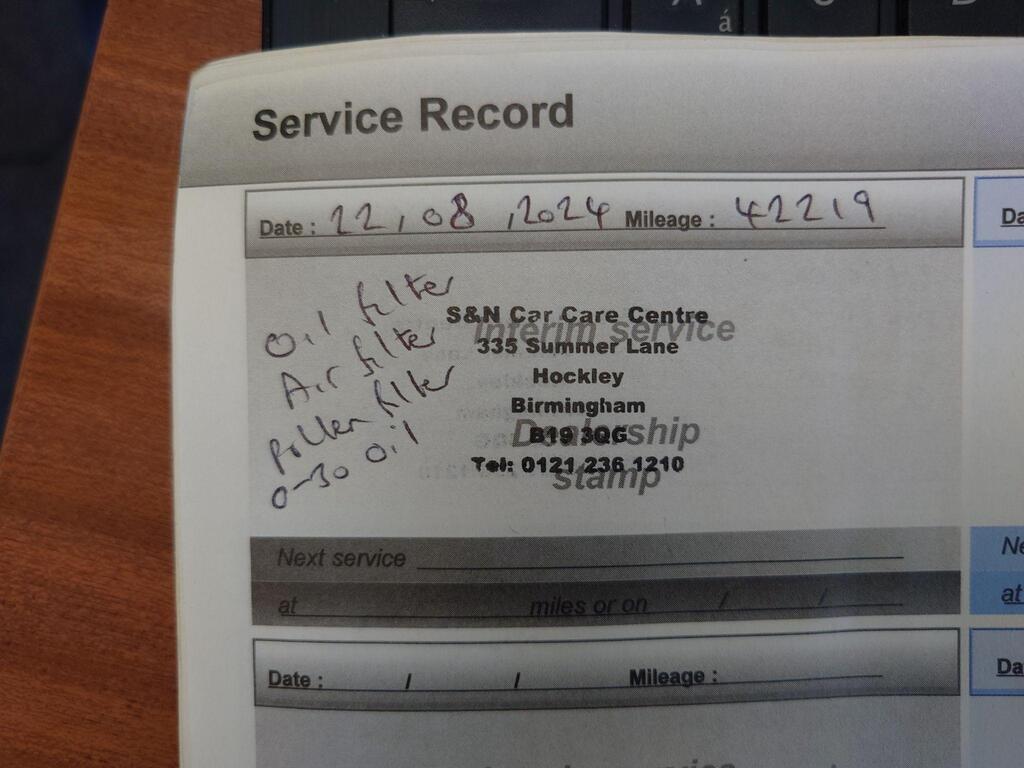 á
Service Record
Date : 22 / 08 / 2024 Mileage : 42219
Da
Oil filter
Air filter
Pollen filter
0-30 oil
Interim service
Dealership
stamp
S&N Car Care Centre
335 Summer Lane
Hockley
Birmingham
B19 3QG
Tel: 0121 236 1210
Next service
at miles or on / /
Ne
at
Date : / / Mileage :
Da